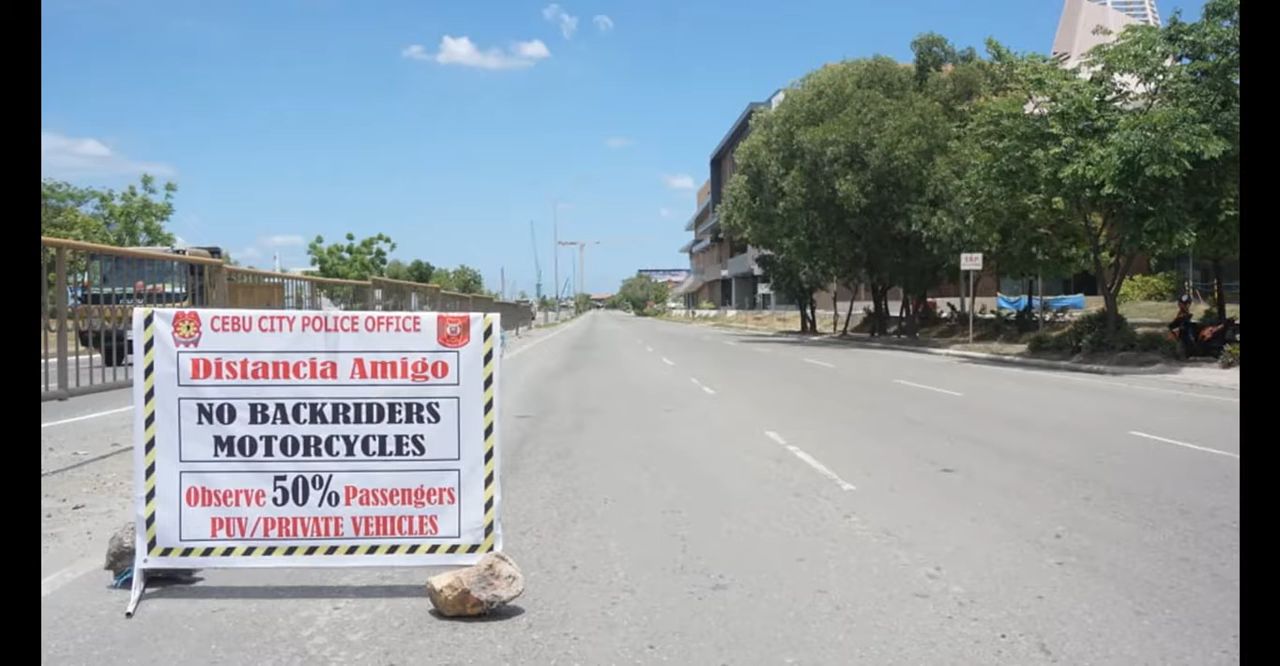 CEBU CITY POLICE OFFICE
Distancia Amigo
NO BACKRIDERS
MOTORCYCLES
Observe 50% Passengers
PUV/PRIVATE VEHICLES